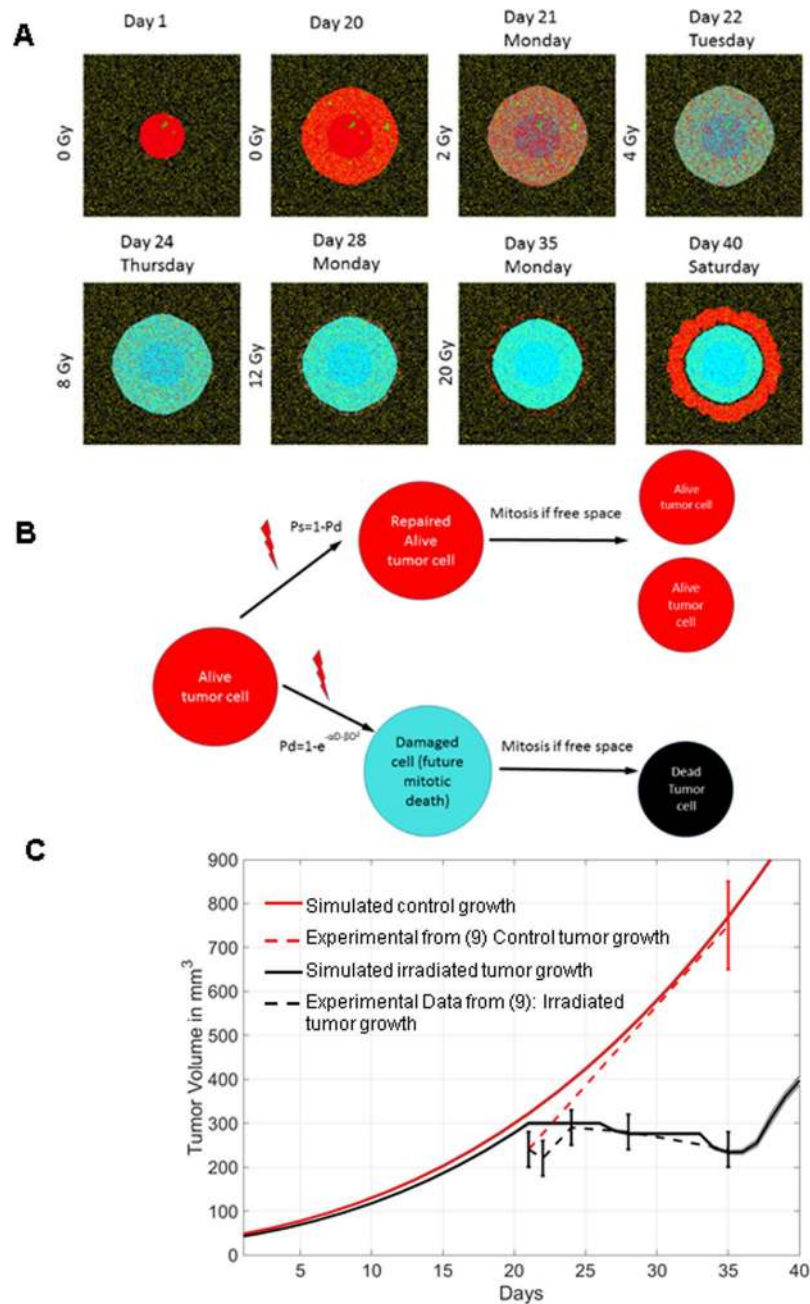 A
Day 1
Day 20
Day 21
Monday
Day 22
Tuesday
0 Gy
0 Gy
2 Gy
4 Gy
Day 24
Thursday
Day 28
Monday
Day 35
Monday
Day 40
Saturday
8 Gy
12 Gy
20 Gy
B
Ps=1-Pd
Repaired
Alive
tumor cell
Mitosis if free space
Alive
tumor cell
Alive
tumor
cell
Alive
tumor cell
Pd=1-e^-αD-βD²
Damaged
cell (future
mitotic
death)
Mitosis if free space
Dead
Tumor
cell
C
Simulated control growth
Experimental from (9) Control tumor growth
Simulated irradiated tumor growth
Experimental Data from (9): Irradiated
tumor growth
Tumor Volume in mm³
900
800
700
600
500
400
300
200
100
0
5 10 15 20 25 30 35 40
Days